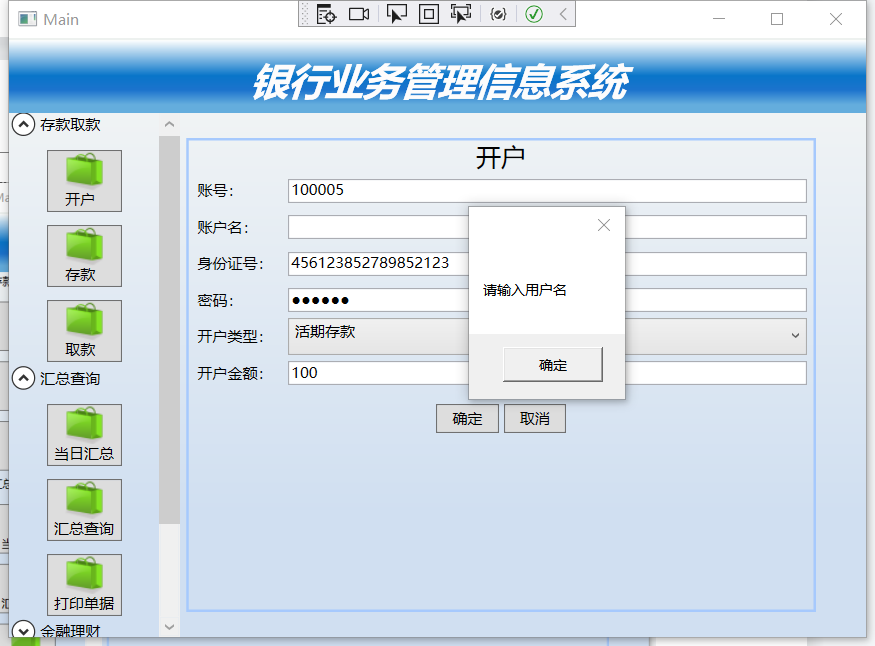 Main
银行业务管理信息系统
存款取款
开户
存款
取款
汇总查询
当日汇总
汇总查询
打印单据
金融理财
开户
账号：
100005
账户名：
身份证号：
456123852789852123
密码：
●●●●●●
开户类型：
活期存款
开户金额：
100
确定
取消
请输入用户名
确定